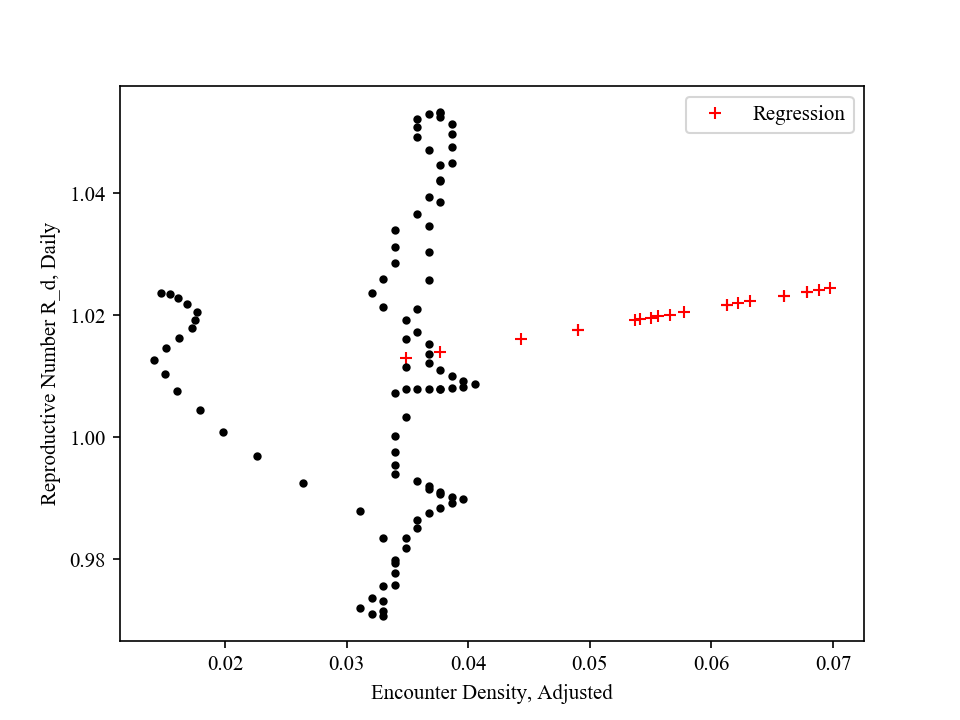 Regression
1.04
1.02
1.00
0.98
Reproductive Number R_d, Daily
0.02 0.03 0.04 0.05 0.06 0.07
Encounter Density, Adjusted